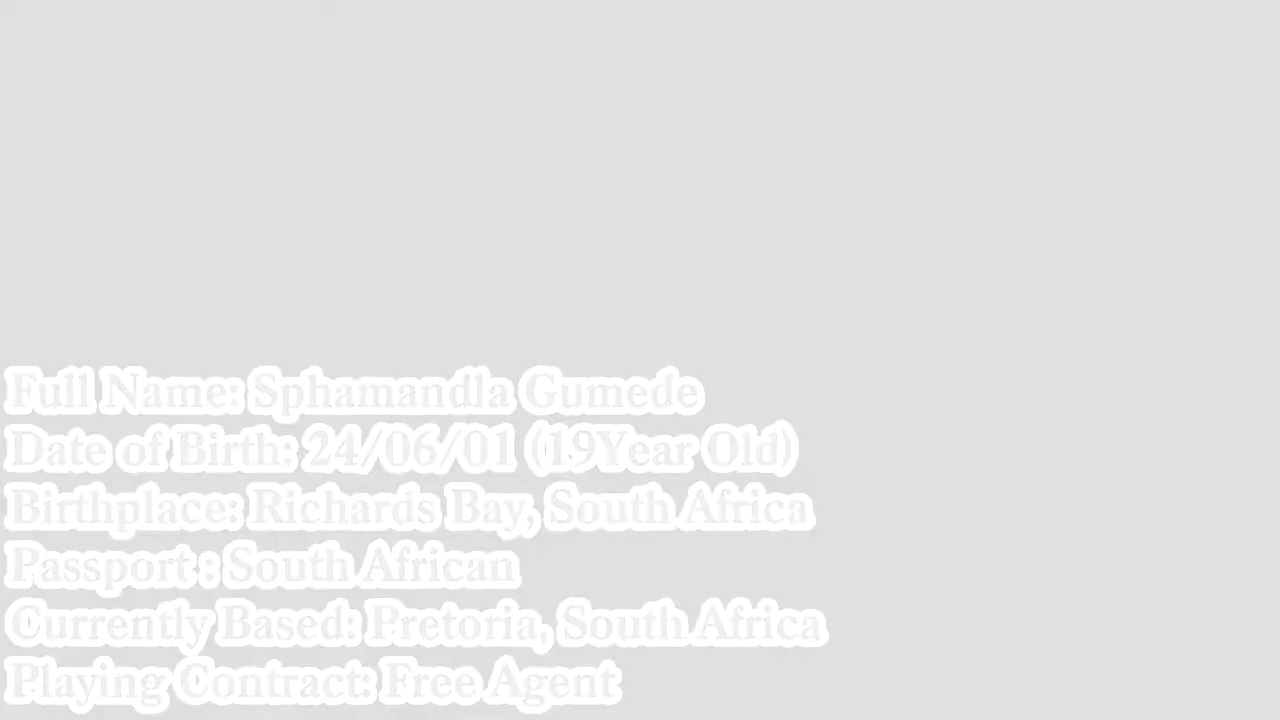 Full Name: Sphamandla Gumede
Date of Birth: 24/06/01 (19Year Old)
Birthplace: Richards Bay, South Africa
Passport : South African
Currently Based: Pretoria, South Africa
Playing Contract: Free Agent